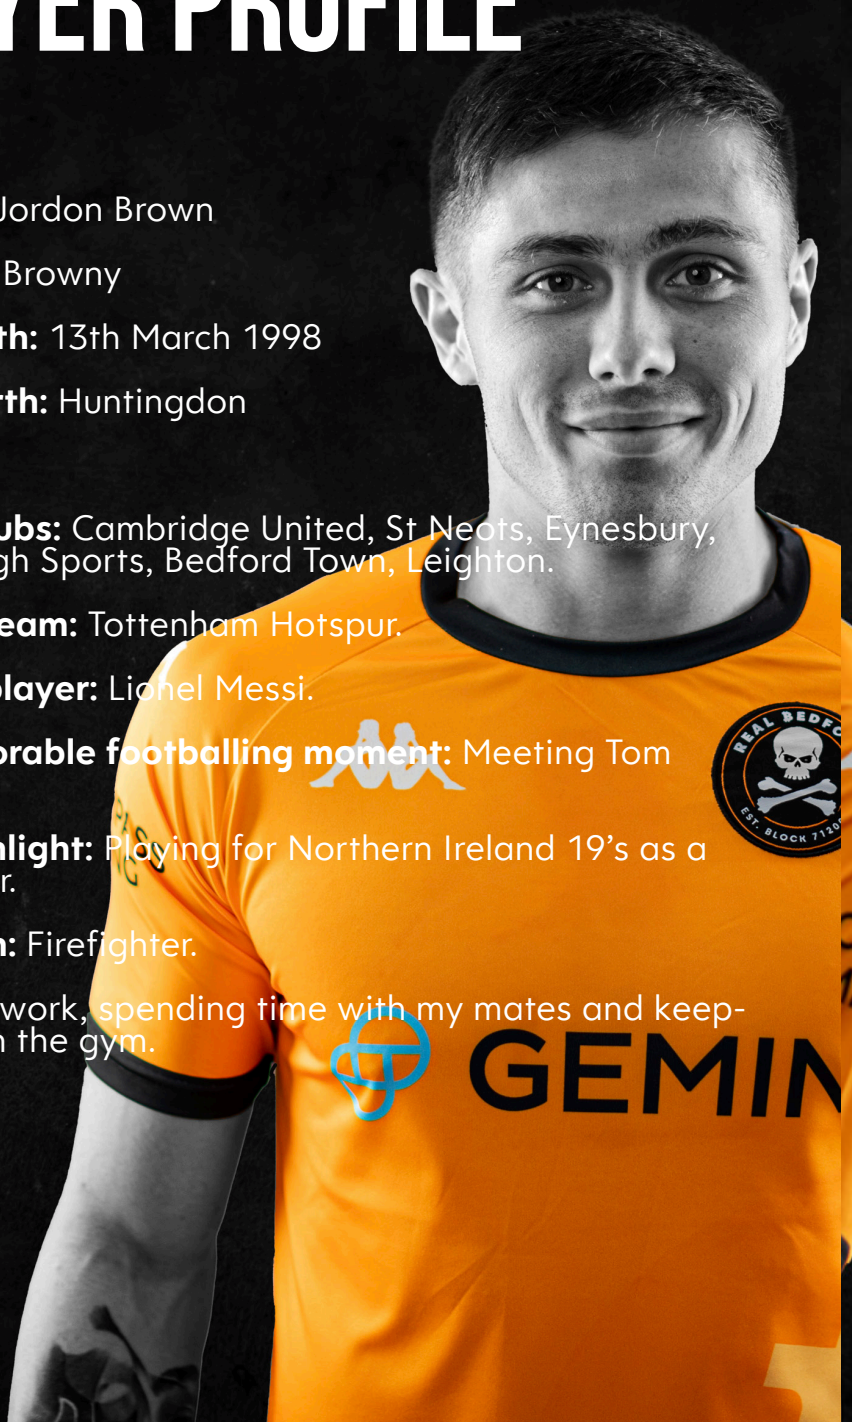 YER PROFILE
Jordon Brown
Browny
th: 13th March 1998
rth: Huntingdon
ubs: Cambridge United, St Neots, Eynesbury,
gh Sports, Bedford Town, Leighton.
eam: Tottenham Hotspur.
player: Lionel Messi.
orable footballing moment: Meeting Tom
REAL BEDFO
EST. BLOCK 7120
hlight: Playing for Northern Ireland 19's as a
r.
n: Firefighter.
work, spending time with my mates and keep-
n the gym.
GEMIN